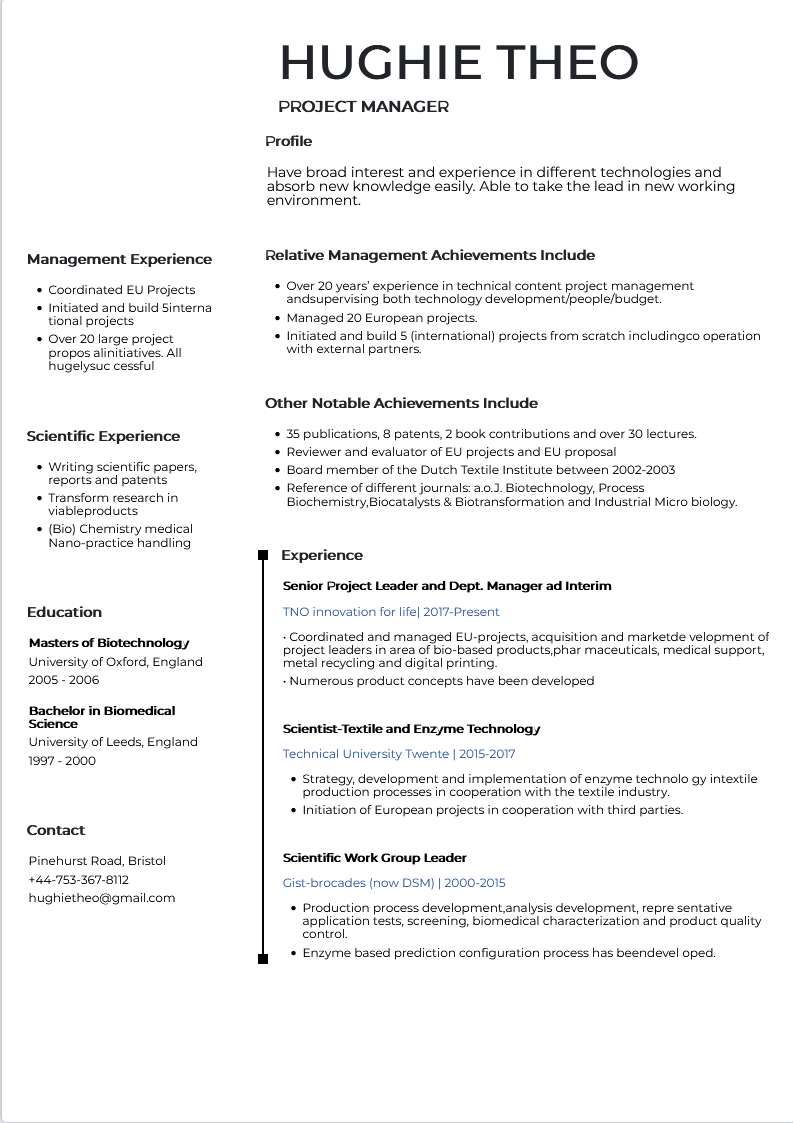 HUGHIE THEO
PROJECT MANAGER
Profile
Have broad interest and experience in different technologies and
absorb new knowledge easily. Able to take the lead in new working
environment.
Management Experience
• Coordinated EU Projects
• Initiated and build 5interna
tional projects
• Over 20 large project
propos alinitiatives. All
hugelysuc cessful
Scientific Experience
• Writing scientific papers,
reports and patents
• Transform research in
viableproducts
• (Bio) Chemistry medical
Nano-practice handling
Education
Masters of Biotechnology
University of Oxford, England
2005 - 2006
Bachelor in Biomedical
Science
University of Leeds, England
1997 - 2000
Contact
Pinehurst Road, Bristol
+44-753-367-8112
hughietheo@gmail.com
Relative Management Achievements Include
• Over 20 years’ experience in technical content project management
andsupervising both technology development/people/budget.
• Managed 20 European projects.
• Initiated and build 5 (international) projects from scratch includingco operation
with external partners.
Other Notable Achievements Include
• 35 publications, 8 patents, 2 book contributions and over 30 lectures.
• Reviewer and evaluator of EU projects and EU proposal
• Board member of the Dutch Textile Institute between 2002-2003
• Reference of different journals: a.o.J. Biotechnology, Process
Biochemistry,Biocatalysts & Biotransformation and Industrial Micro biology.
Experience
Senior Project Leader and Dept. Manager ad Interim
TNO innovation for life| 2017-Present
• Coordinated and managed EU-projects, acquisition and marketde velopment of
project leaders in area of bio-based products,phar maceuticals, medical support,
metal recycling and digital printing.
• Numerous product concepts have been developed
Scientist-Textile and Enzyme Technology
Technical University Twente | 2015-2017
• Strategy, development and implementation of enzyme technolo gy intextile
production processes in cooperation with the textile industry.
• Initiation of European projects in cooperation with third parties.
Scientific Work Group Leader
Gist-brocades (now DSM) | 2000-2015
• Production process development,analysis development, repre sentative
application tests, screening, biomedical characterization and product quality
control.
• Enzyme based prediction configuration process has beendevel oped.